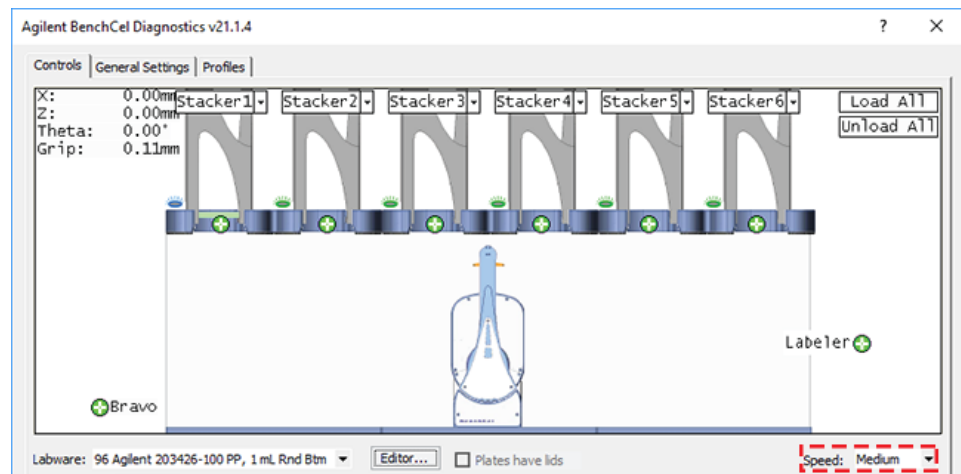 Agilent BenchCel Diagnostics v21.1.4 ?
Controls General Settings Profiles
X: 0.00mm
Z: 0.00mm
Theta: 0.00°
Grip: 0.11mm
Stacker1 Stacker2 Stacker3 Stacker4 Stacker5 Stacker6
Load All
Unload All
Labeler
Bravo
Labware: 96 Agilent 203426-100 PP, 1 mL Rnd Btm Editor... Plates have lids Speed: Medium